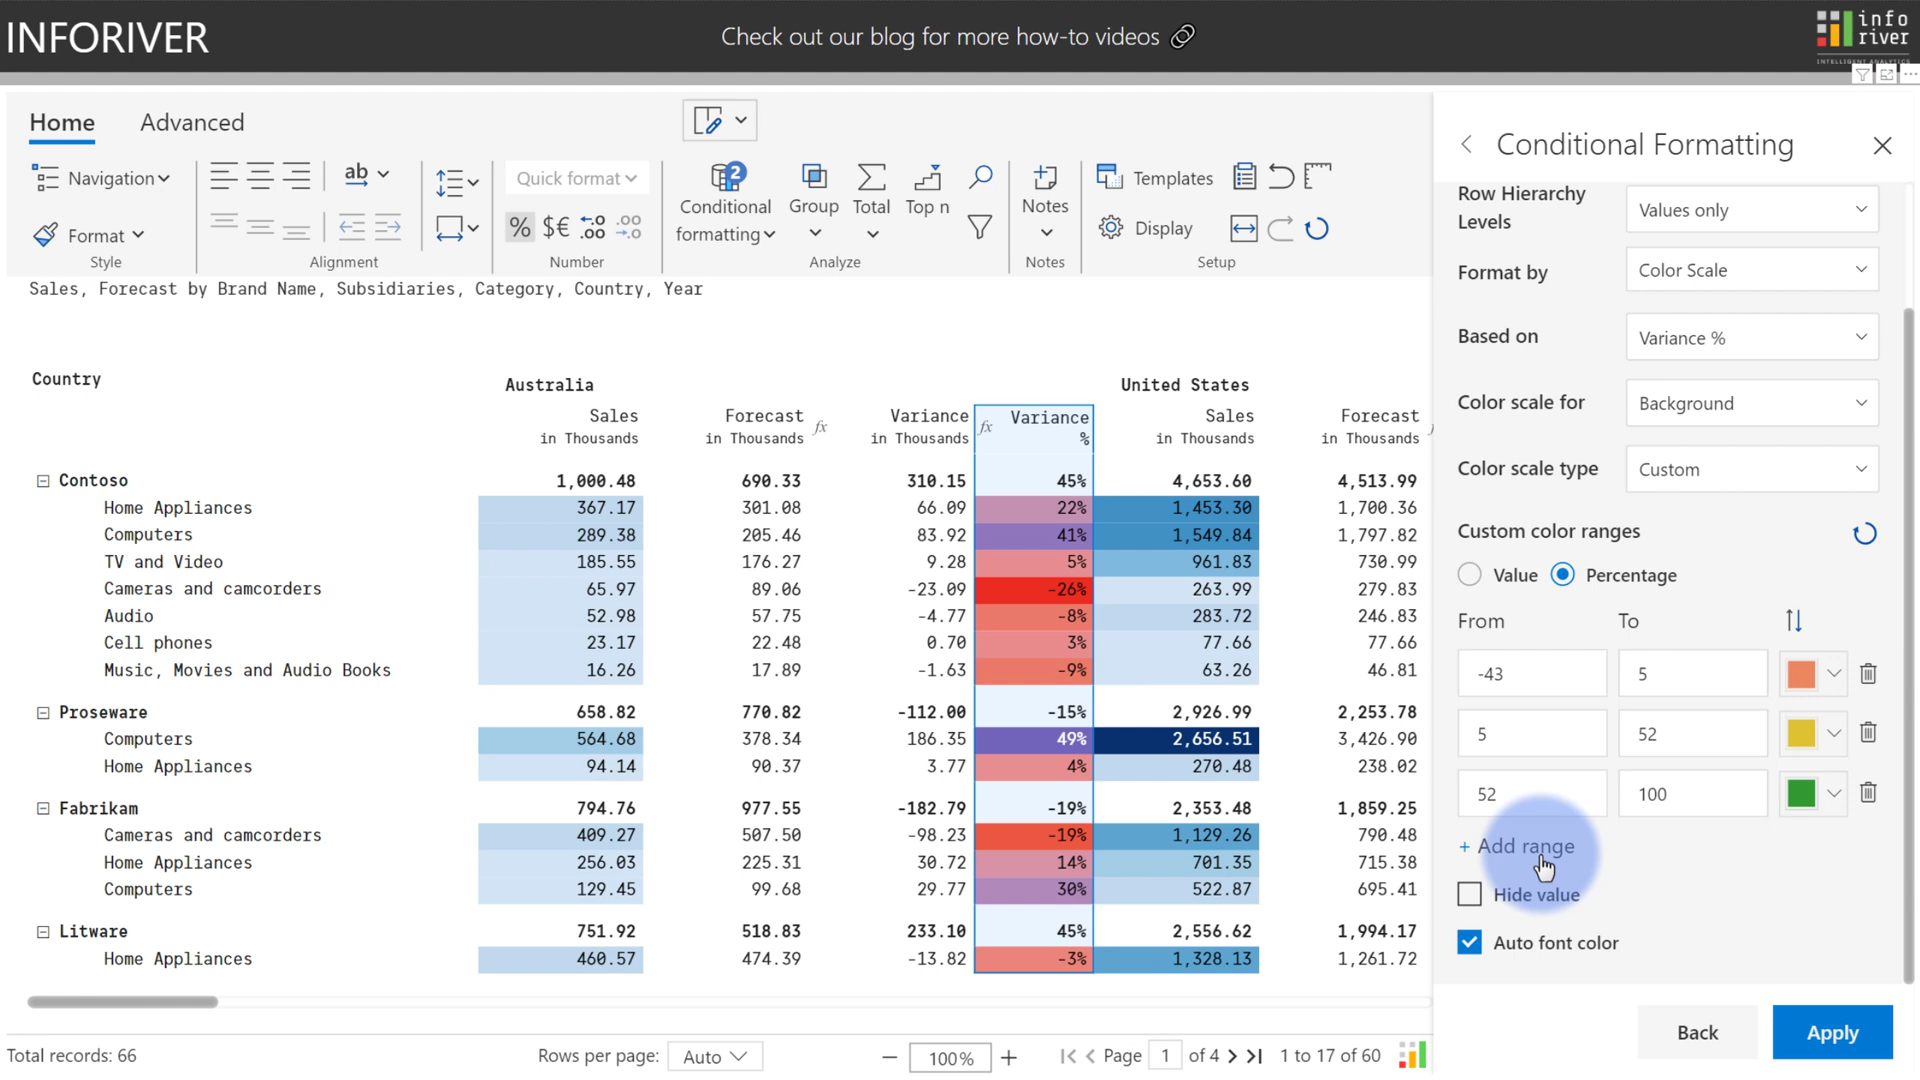 INFORIVER
Check out our blog for more how-to videos
info
river
INTELLIGENT ANALYTICS
Home Advanced
Navigation
Format
Style
ab
Alignment
Quick format
% $€ .00 .00
Number
2
Conditional
formatting
Group
Total
Top n
Analyze
Notes
Notes
Templates
Display
Setup
Sales, Forecast by Brand Name, Subsidiaries, Category, Country, Year
Country Australia United States
Sales Forecast fx Variance fx Variance Sales Forecast
in Thousands in Thousands in Thousands % in Thousands in Thousands
Contoso 1,000.48 690.33 310.15 45% 4,653.60 4,513.99
Home Appliances 367.17 301.08 66.09 22% 1,453.30 1,700.36
Computers 289.38 205.46 83.92 41% 1,549.84 1,797.82
TV and Video 185.55 176.27 9.28 5% 961.83 730.99
Cameras and camcorders 65.97 89.06 -23.09 -26% 263.99 279.83
Audio 52.98 57.75 -4.77 -8% 283.72 246.83
Cell phones 23.17 22.48 0.70 3% 77.66 77.66
Music, Movies and Audio Books 16.26 17.89 -1.63 -9% 63.26 46.81
Proseware 658.82 770.82 -112.00 -15% 2,926.99 2,253.78
Computers 564.68 378.34 186.35 49% 2,656.51 3,426.90
Home Appliances 94.14 90.37 3.77 4% 270.48 238.02
Fabrikam 794.76 977.55 -182.79 -19% 2,353.48 1,859.25
Cameras and camcorders 409.27 507.50 -98.23 -19% 1,129.26 790.48
Home Appliances 256.03 225.31 30.72 14% 701.35 715.38
Computers 129.45 99.68 29.77 30% 522.87 695.41
Litware 751.92 518.83 233.10 45% 2,556.62 1,994.17
Home Appliances 460.57 474.39 -13.82 -3% 1,328.13 1,261.72
Total records: 66 Rows per page: Auto 100% Page 1 of 4 1 to 17 of 60
Conditional Formatting
Row Hierarchy
Levels
Values only
Format by Color Scale
Based on Variance %
Color scale for Background
Color scale type Custom
Custom color ranges
Value Percentage
From To
-43 5
5 52
52 100
+ Add range
Hide value
Auto font color
Back Apply